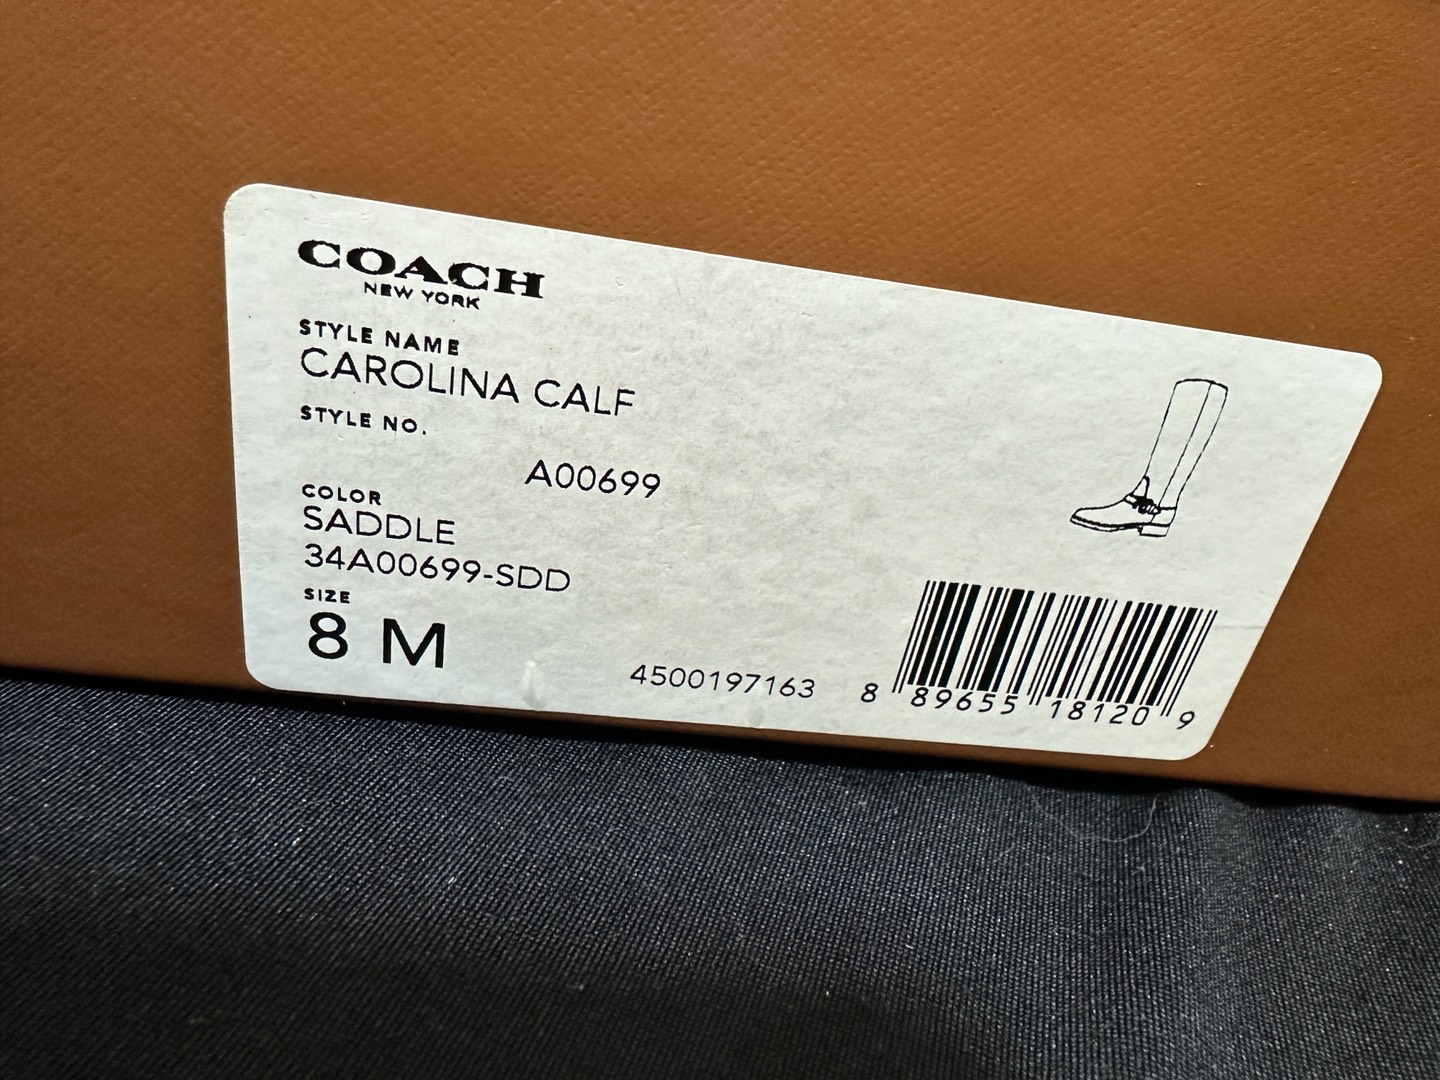 COACH
NEW YORK
STYLE NAME
CAROLINA CALF
STYLE NO.
A00699
COLOR
SADDLE
34A00699-SDD
SIZE
8 M
4500197163
8 89655 18120 9